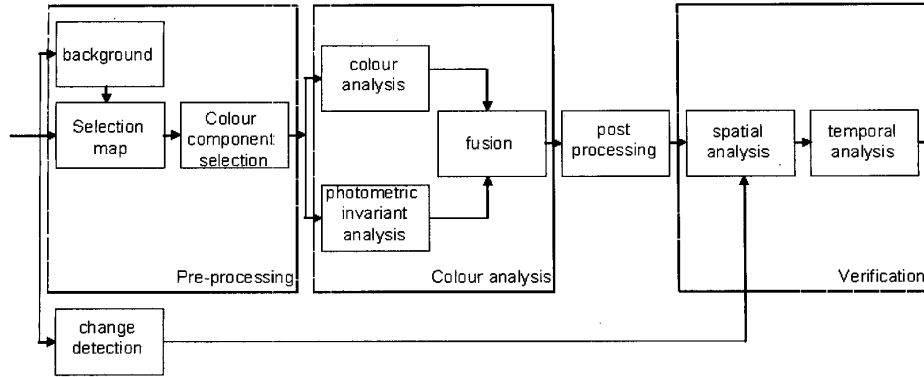 background
Selection
map
Colour
component
selection
Pre-processing
colour
analysis
photometric
invariant
analysis
fusion
Colour analysis
post
processing
spatial
analysis
temporal
analysis
Verification
change
detection